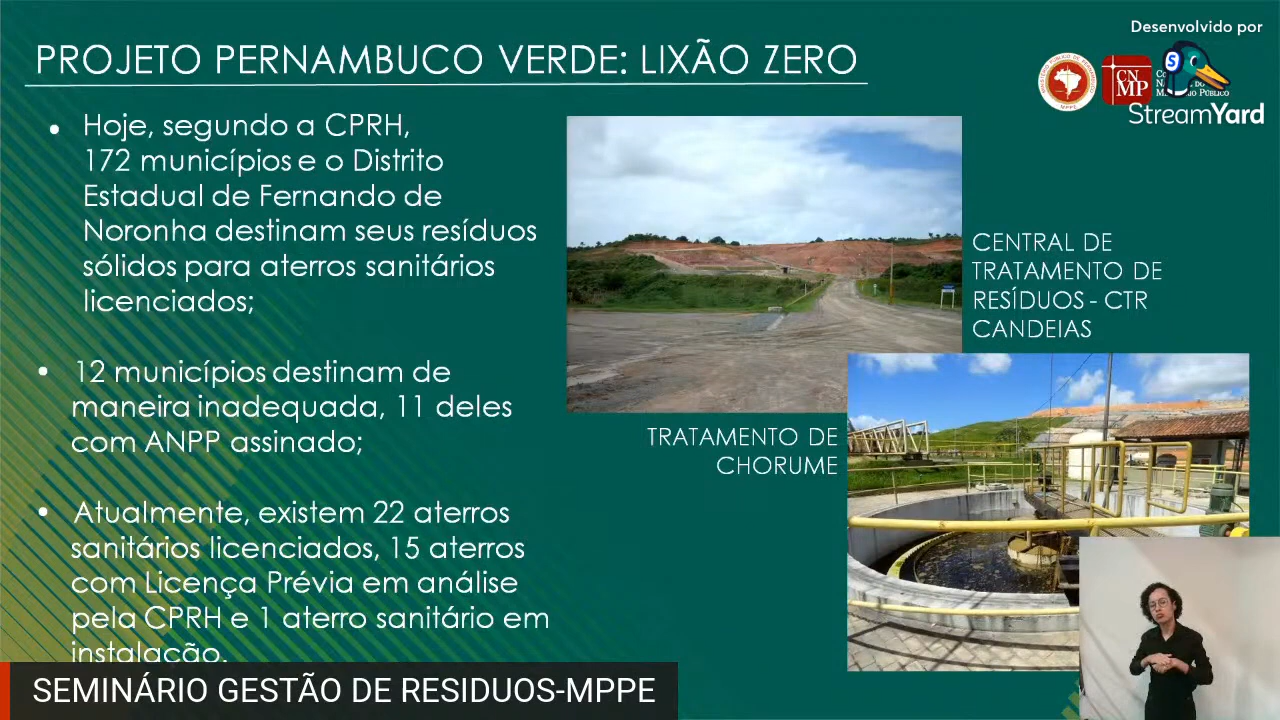 Desenvolvido por
StreamYard
PROJETO PERNAMBUCO VERDE: LIXÃO ZERO
CN
MP
Hoje, segundo a CPRH,
172 municípios e o Distrito
Estadual de Fernando de
Noronha destinam seus resíduos
sólidos para aterros sanitários
licenciados;
12 municípios destinam de
maneira inadequada, 11 deles
com ANPP assinado;
Atualmente, existem 22 aterros
sanitários licenciados, 15 aterros
com Licença Prévia em análise
pela CPRH e 1 aterro sanitário em
instalação.
CENTRAL DE
TRATAMENTO DE
RESÍDUOS - CTR
CANDEIAS
TRATAMENTO DE
CHORUME
SEMINÁRIO GESTÃO DE RESIDUOS-MPPE